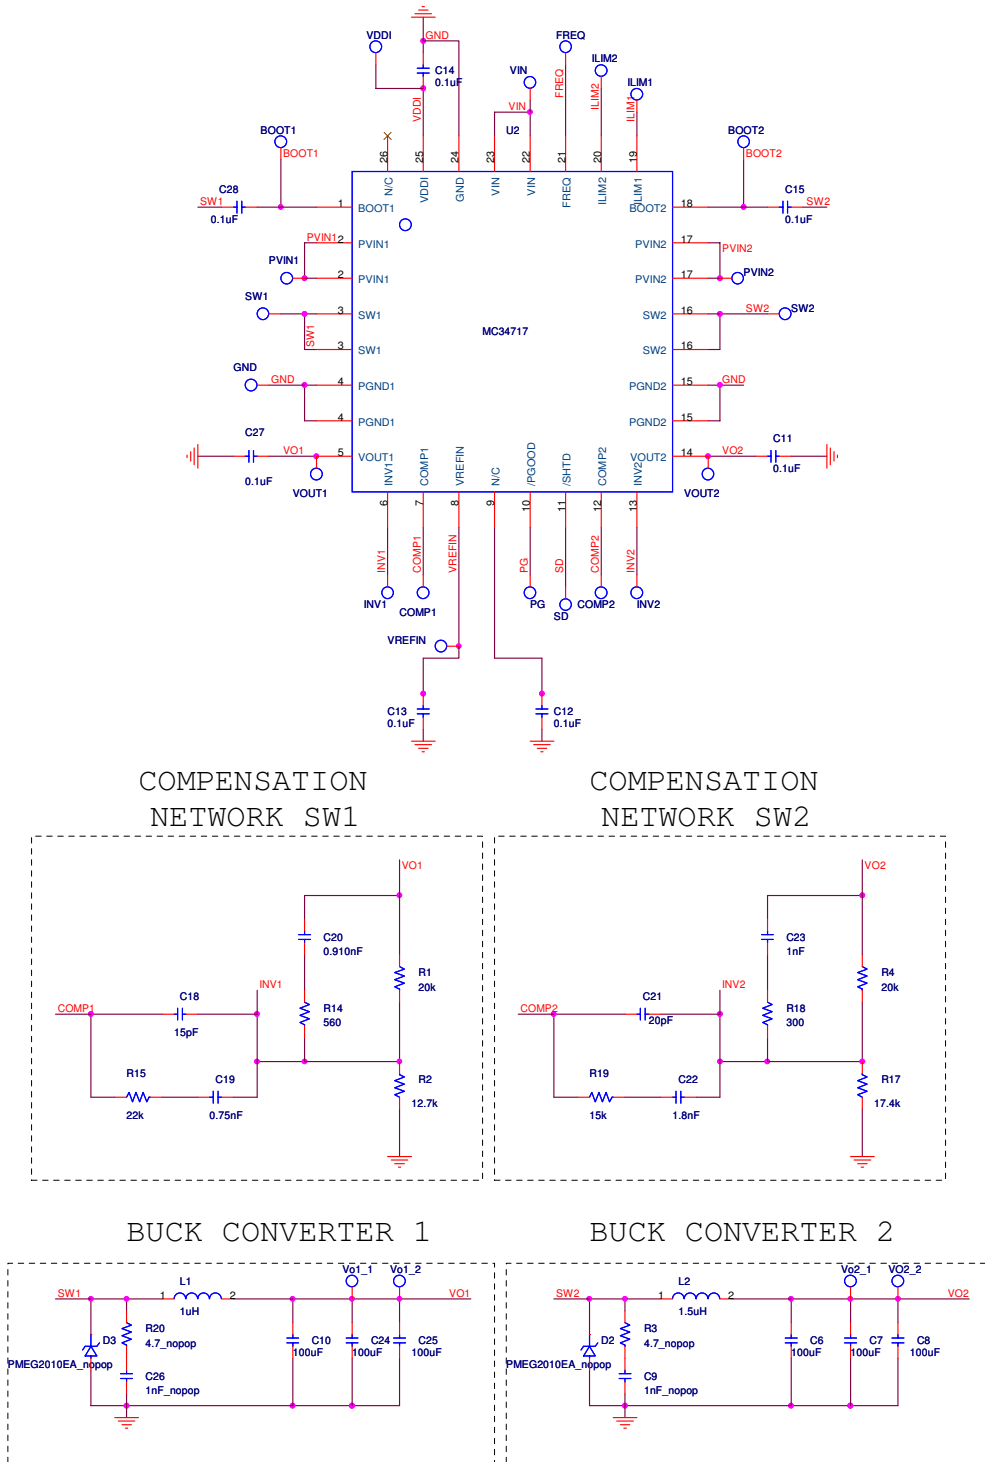 GND
VDDI
C14
0.1uF
VDDI
FREQ
FREQ
ILIM2
ILIM2
ILIM1
ILIM1
VIN
VIN
U2
BOOT1
BOOT1
BOOT2
BOOT2
26
25
24
23
22
21
20
19
N/C
VDDI
GND
VIN
VIN
FREQ
ILIM2
ILIM1
SW1
C28
0.1uF
1
BOOT1
BOOT2
18
C15
0.1uF
SW2
PVIN1
2
PVIN1
PVIN2
17
PVIN2
PVIN1
2
PVIN1
PVIN2
17
PVIN2
SW1
3
SW1
SW2
16
SW2
SW2
SW1
MC34717
3
SW1
SW2
16
GND
GND
4
PGND1
PGND2
15
GND
4
PGND1
PGND2
15
C27
0.1uF
VO1
5
VOUT1
VOUT2
14
VO2
C11
0.1uF
VOUT1
VOUT2
INV1
COMP1
VREFIN
N/C
/PGOOD
/SHTD
COMP2
INV2
6
7
8
9
10
11
12
13
INV1
COMP1
VREFIN
PG
SD
COMP2
INV2
INV1
COMP1
PG
SD
COMP2
INV2
VREFIN
C13
0.1uF
C12
0.1uF
COMPENSATION
NETWORK SW1
COMPENSATION
NETWORK SW2
VO1
C20
0.910nF
R1
20k
INV1
COMP1
C18
15pF
R14
560
R15
22k
C19
0.75nF
R2
12.7k
VO2
C23
1nF
R4
20k
INV2
COMP2
C21
20pF
R18
300
R19
15k
C22
1.8nF
R17
17.4k
BUCK CONVERTER 1
BUCK CONVERTER 2
SW1
L1
1
2
1uH
Vo1_1
Vo1_2
VO1
D3
PMEG2010EA_nopop
R20
4.7_nopop
C26
1nF_nopop
C10
100uF
C24
100uF
C25
100uF
SW2
L2
1
2
1.5uH
Vo2_1
VO2_2
VO2
D2
PMEG2010EA_nopop
R3
4.7_nopop
C9
1nF_nopop
C6
100uF
C7
100uF
C8
100uF